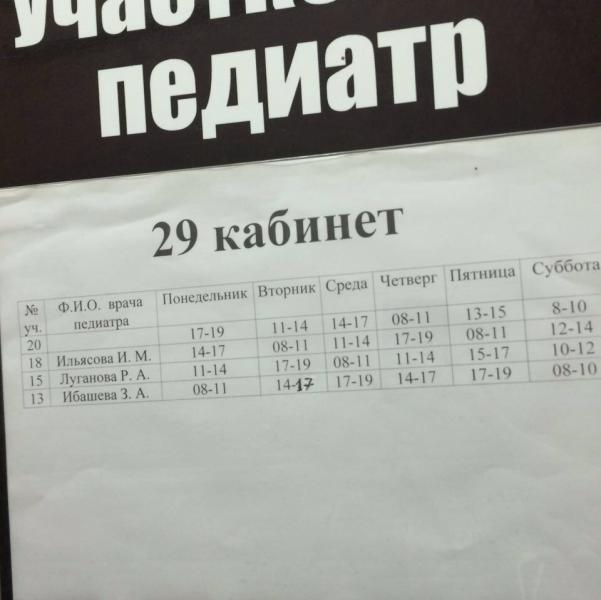 педиатр
29 кабинет
№ уч. Ф.И.О. врача педиатра Понедельник Вторник Среда Четверг Пятница Суббота
20 17-19 11-14 14-17 08-11 13-15 8-10
18 Ильясова И. М. 14-17 08-11 11-14 17-19 08-11 12-14
15 Луганова Р. А. 11-14 17-19 08-11 11-14 15-17 10-12
13 Ибашева З. А. 08-11 14-17 17-19 14-17 17-19 08-10